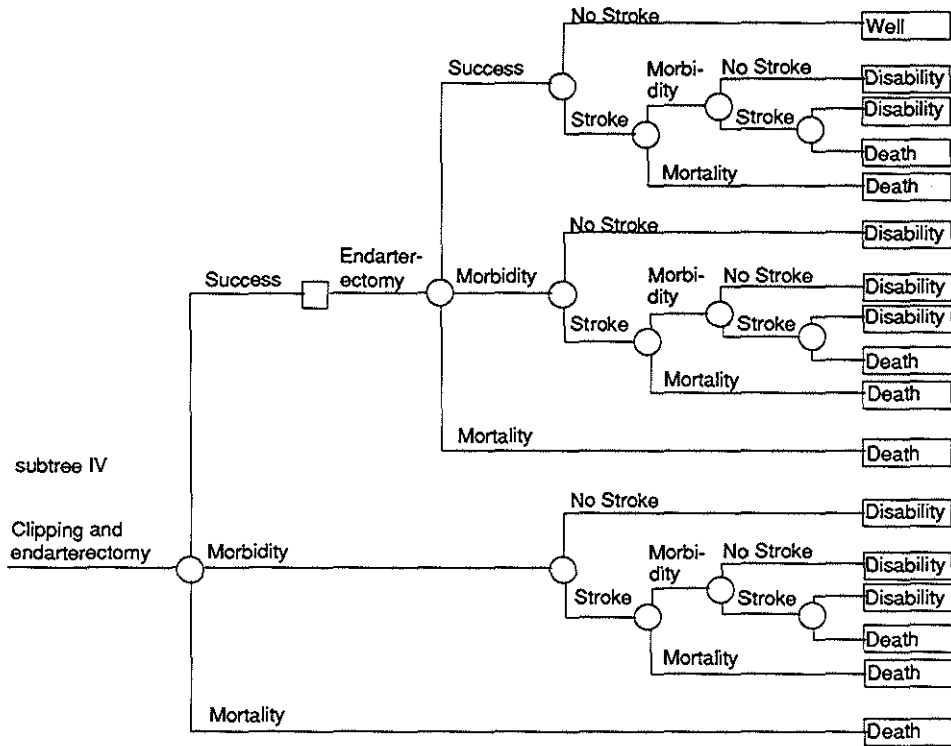 No Stroke
Well
Success
Morbi-
dity
No Stroke
Disability
Stroke
Stroke
Disability
Death
Mortality
Death
No Stroke
Disability
Endarter-
ectomy
Success
Morbidity
Morbi-
dity
No Stroke
Disability
Stroke
Stroke
Disability
Death
Mortality
Death
Mortality
Death
subtree IV
No Stroke
Disability
Clipping and
endarterectomy
Morbidity
Morbi-
dity
No Stroke
Disability
Stroke
Stroke
Disability
Death
Mortality
Death
Mortality
Death